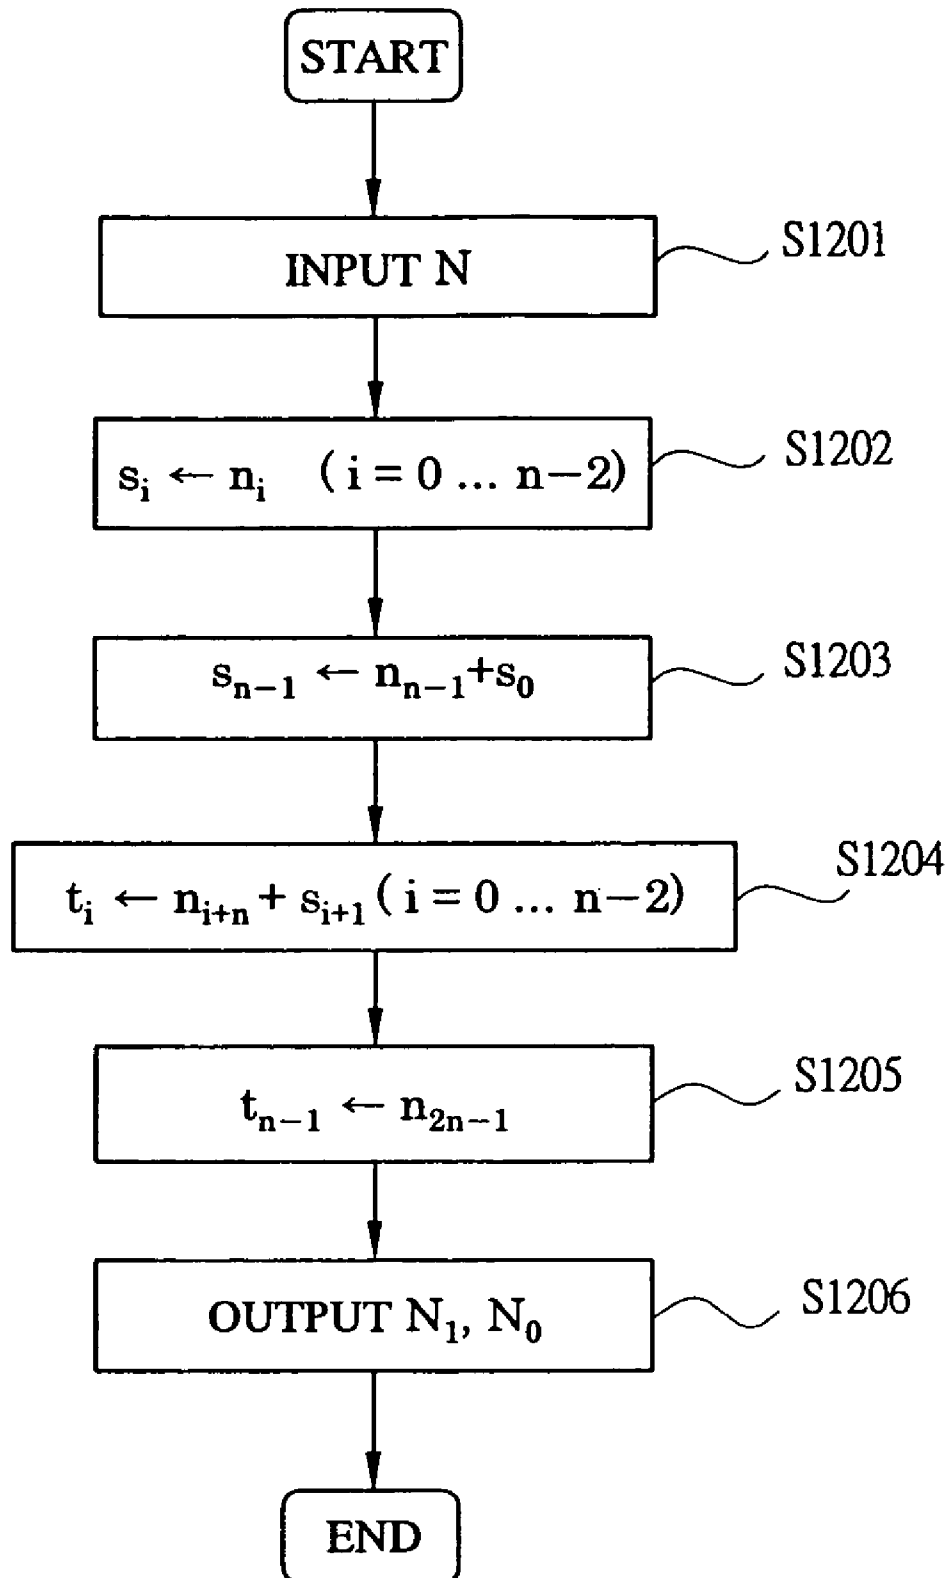 START
INPUT N
S1201
sᵢ ← nᵢ ( i = 0 ... n−2)
S1202
sₙ₋₁ ← nₙ₋₁+s₀
S1203
tᵢ ← nᵢ₊ₙ + sᵢ₊₁ ( i = 0 ... n−2)
S1204
tₙ₋₁ ← n₂ₙ₋₁
S1205
OUTPUT N₁, N₀
S1206
END